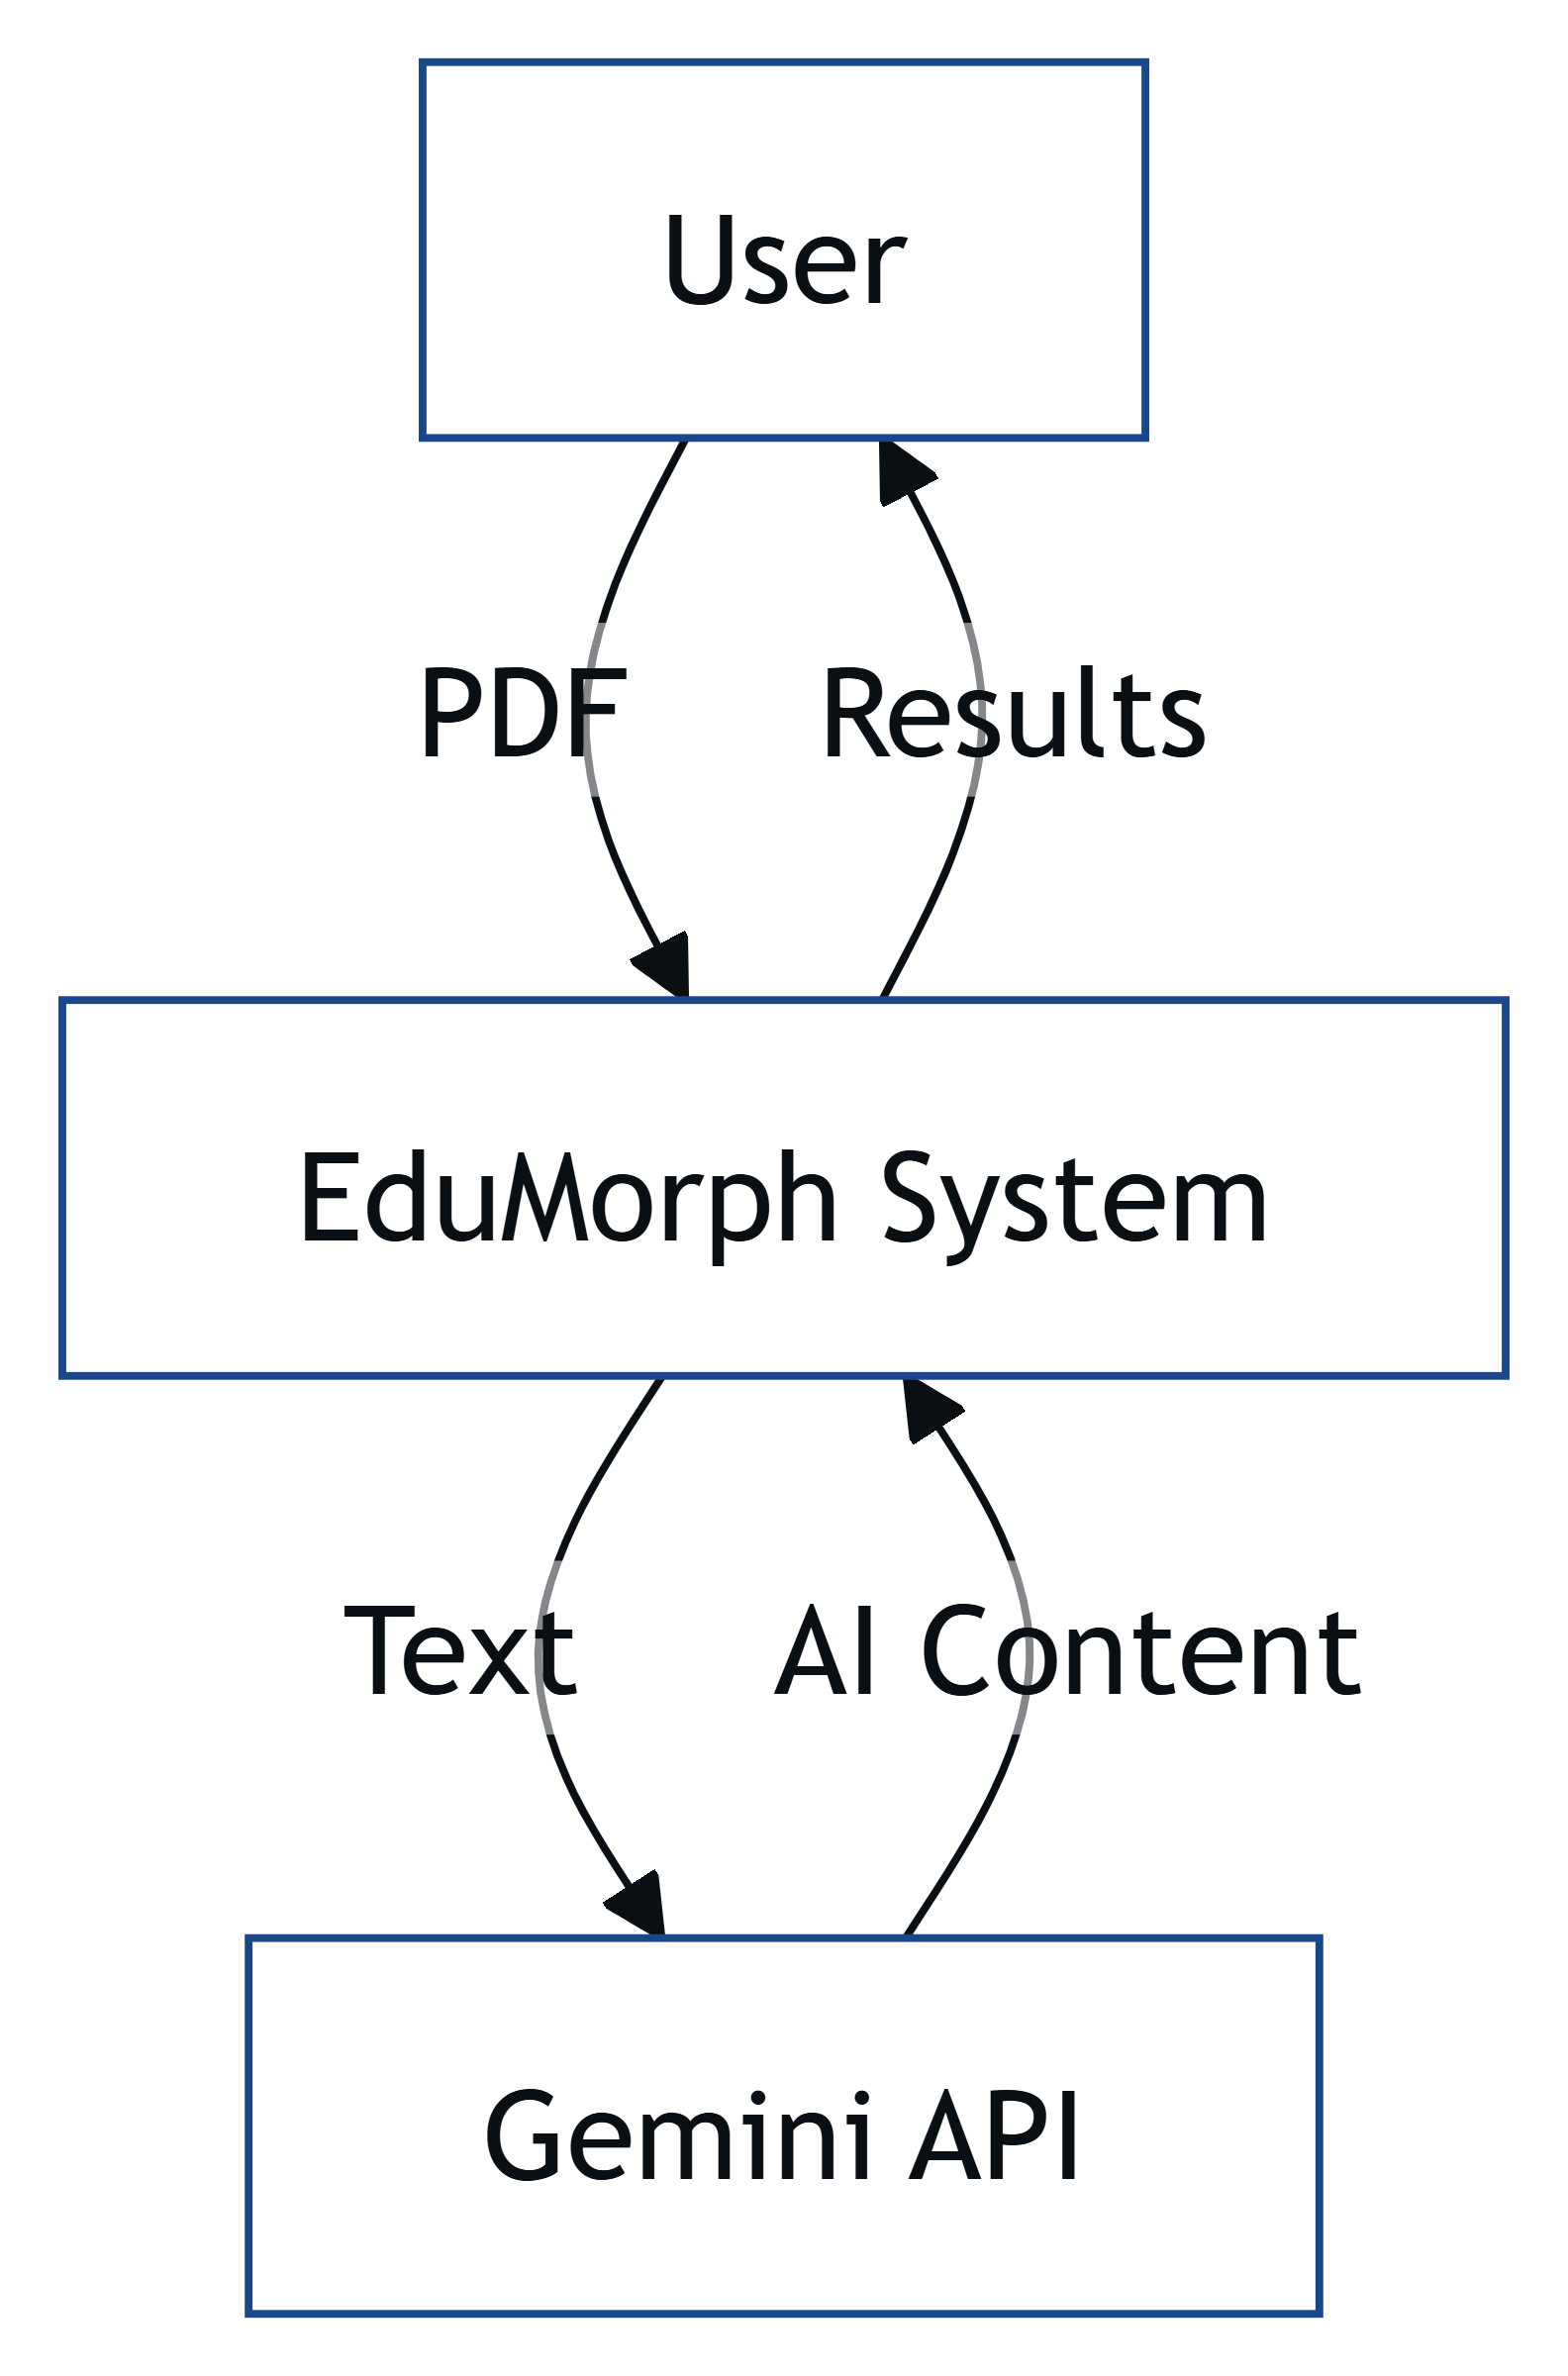 User
PDF
Results
EduMorph System
Text
AI Content
Gemini API